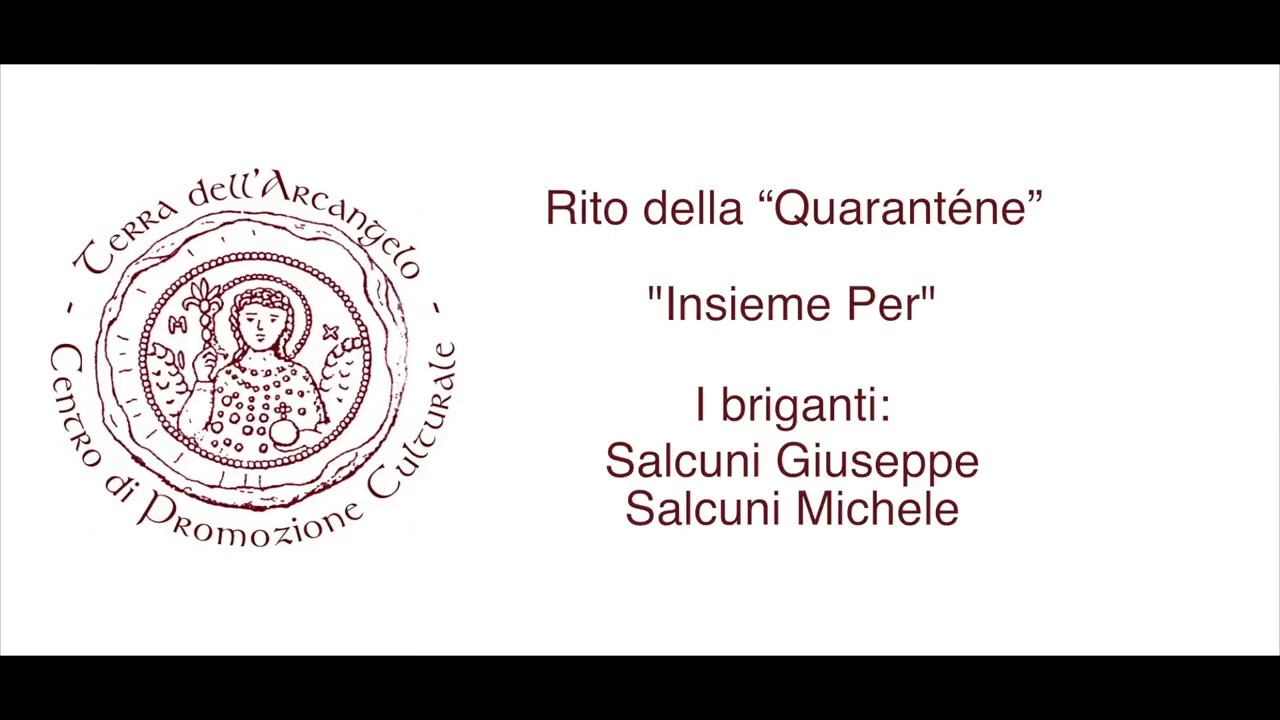 Terra dell'Arcangelo
- Centro di Promozione Culturale -
Rito della “Quaranténe”
"Insieme Per"
I briganti:
Salcuni Giuseppe
Salcuni Michele